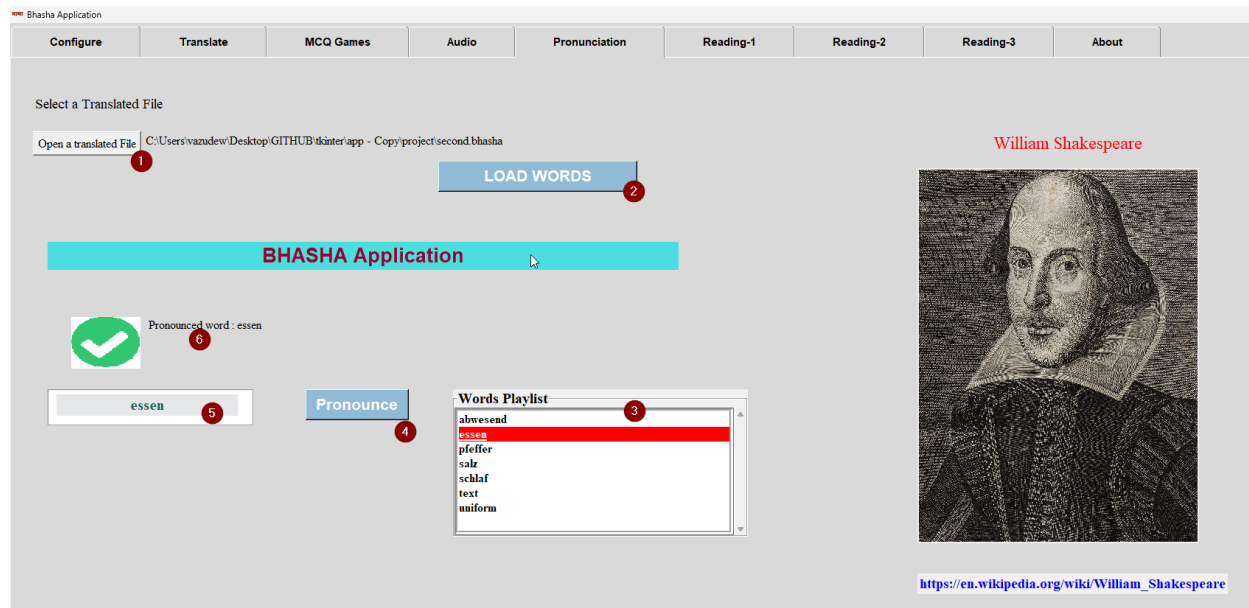 भाषा Bhasha Application
Configure Translate MCQ Games Audio Pronunciation Reading-1 Reading-2 Reading-3 About
Select a Translated File
Open a translated File C:\Users\vazudew\Desktop\GITHUB\tkinter\app - Copy\project\second.bhasha
1
William Shakespeare
LOAD WORDS
2
BHASHA Application
Pronounced word : essen
6
essen
5
Pronounce
4
Words Playlist
3
abwesend
essen
pfeffer
salz
schlaf
text
uniform
https://en.wikipedia.org/wiki/William_Shakespeare